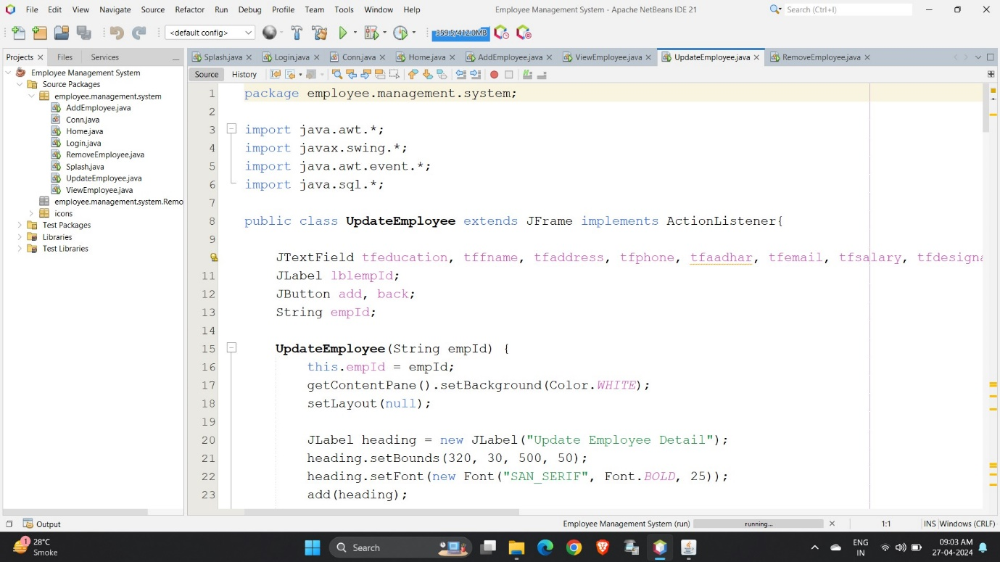 File Edit View Navigate Source Refactor Run Debug Profile Team Tools Window Help
Employee Management System - Apache NetBeans IDE 21
Search (Ctrl+I)
<default config>
359.5/412.0MB
Projects Files Services
Splash.java Login.java Conn.java Home.java AddEmployee.java ViewEmployee.java UpdateEmployee.java RemoveEmployee.java
Source History
Employee Management System
Source Packages
employee.management.system
AddEmployee.java
Conn.java
Home.java
Login.java
RemoveEmployee.java
Splash.java
UpdateEmployee.java
ViewEmployee.java
employee.management.system.Remo
icons
Test Packages
Libraries
Test Libraries
1 package employee.management.system;
2
3 import java.awt.*;
4 import javax.swing.*;
5 import java.awt.event.*;
6 import java.sql.*;
7
8 public class UpdateEmployee extends JFrame implements ActionListener{
9
JTextField tfeducation, tffname, tfaddress, tfphone, tfaadhar, tfemail, tfsalary, tfdesigna
11 JLabel lblempId;
12 JButton add, back;
13 String empId;
14
15 UpdateEmployee(String empId) {
16 this.empId = empId;
17 getContentPane().setBackground(Color.WHITE);
18 setLayout(null);
19
20 JLabel heading = new JLabel("Update Employee Detail");
21 heading.setBounds(320, 30, 500, 50);
22 heading.setFont(new Font("SAN_SERIF", Font.BOLD, 25));
23 add(heading);
Output
Employee Management System (run) running...
1:1
INS Windows (CRLF)
1
28°C
Smoke
Search
ENG
IN
09:03 AM
27-04-2024